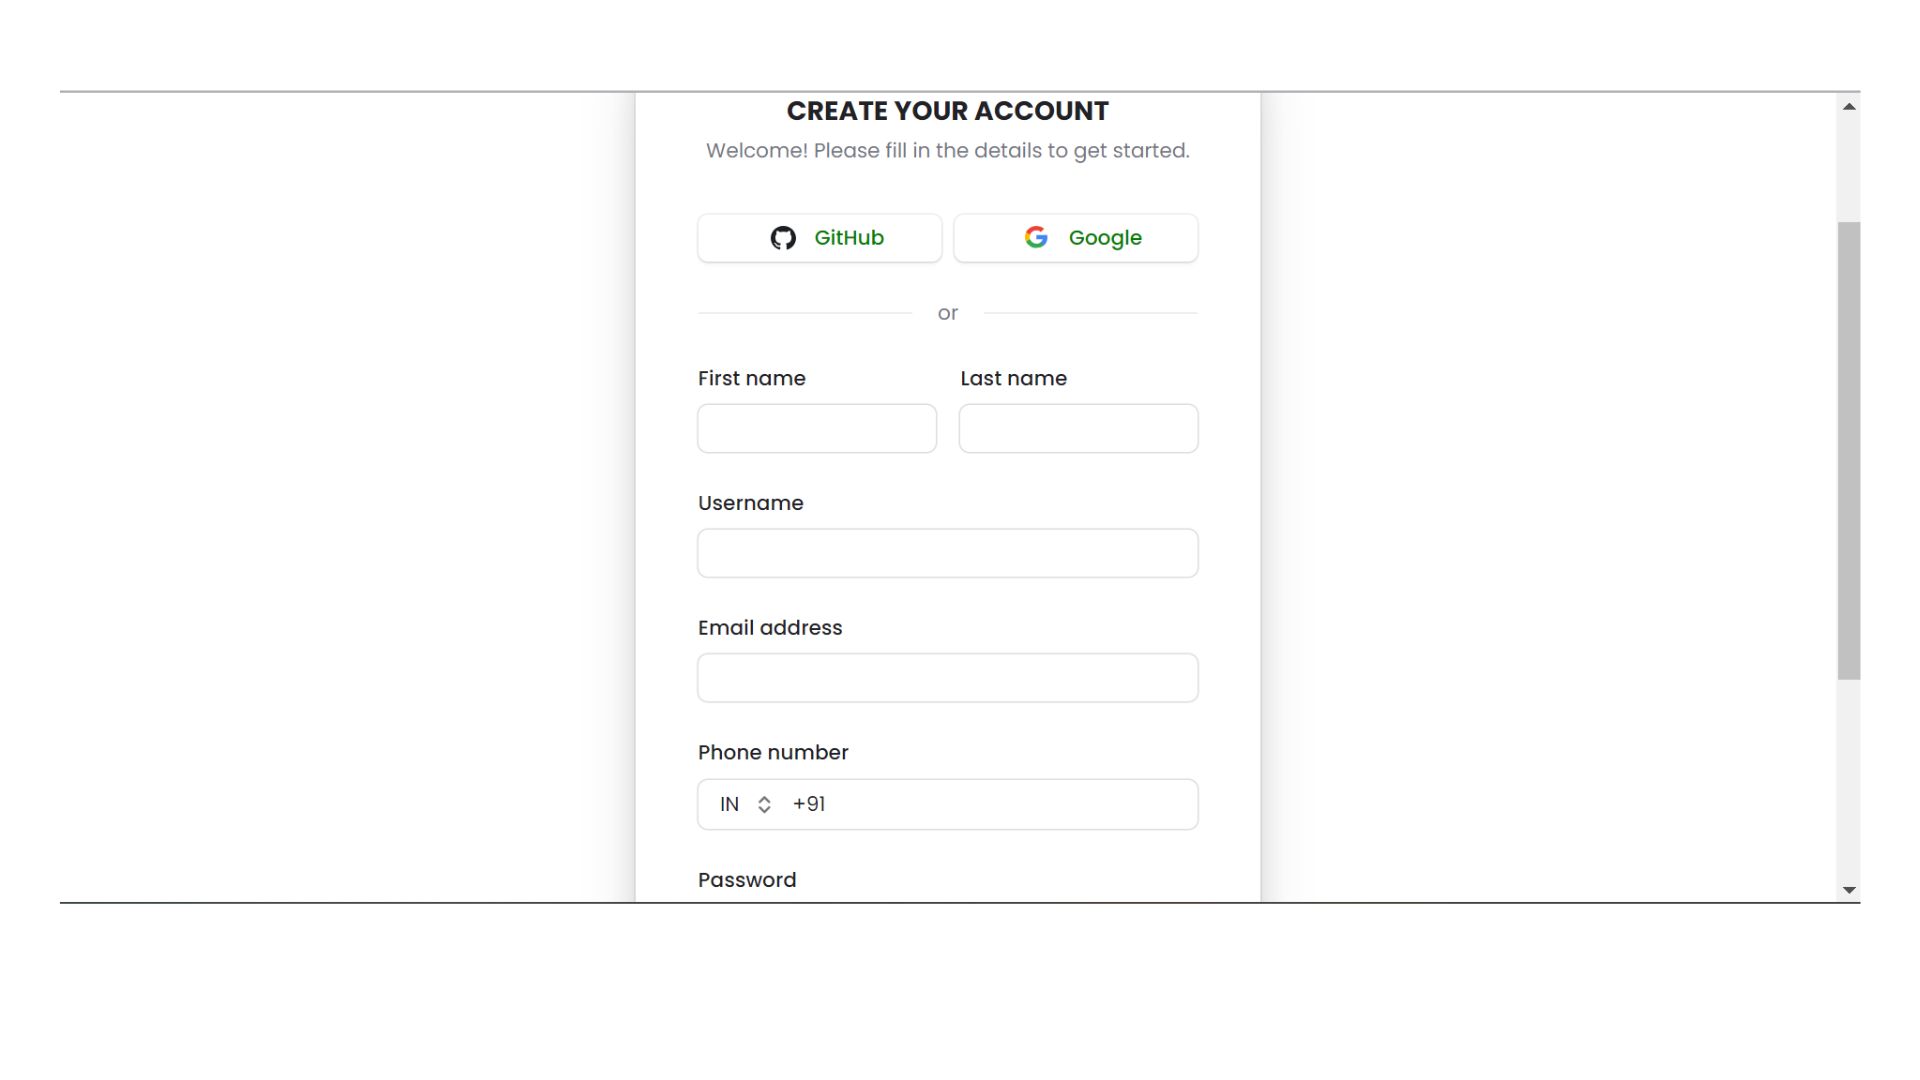 CREATE YOUR ACCOUNT
Welcome! Please fill in the details to get started.
GitHub Google
or
First name Last name
Username
Email address
Phone number
IN +91
Password